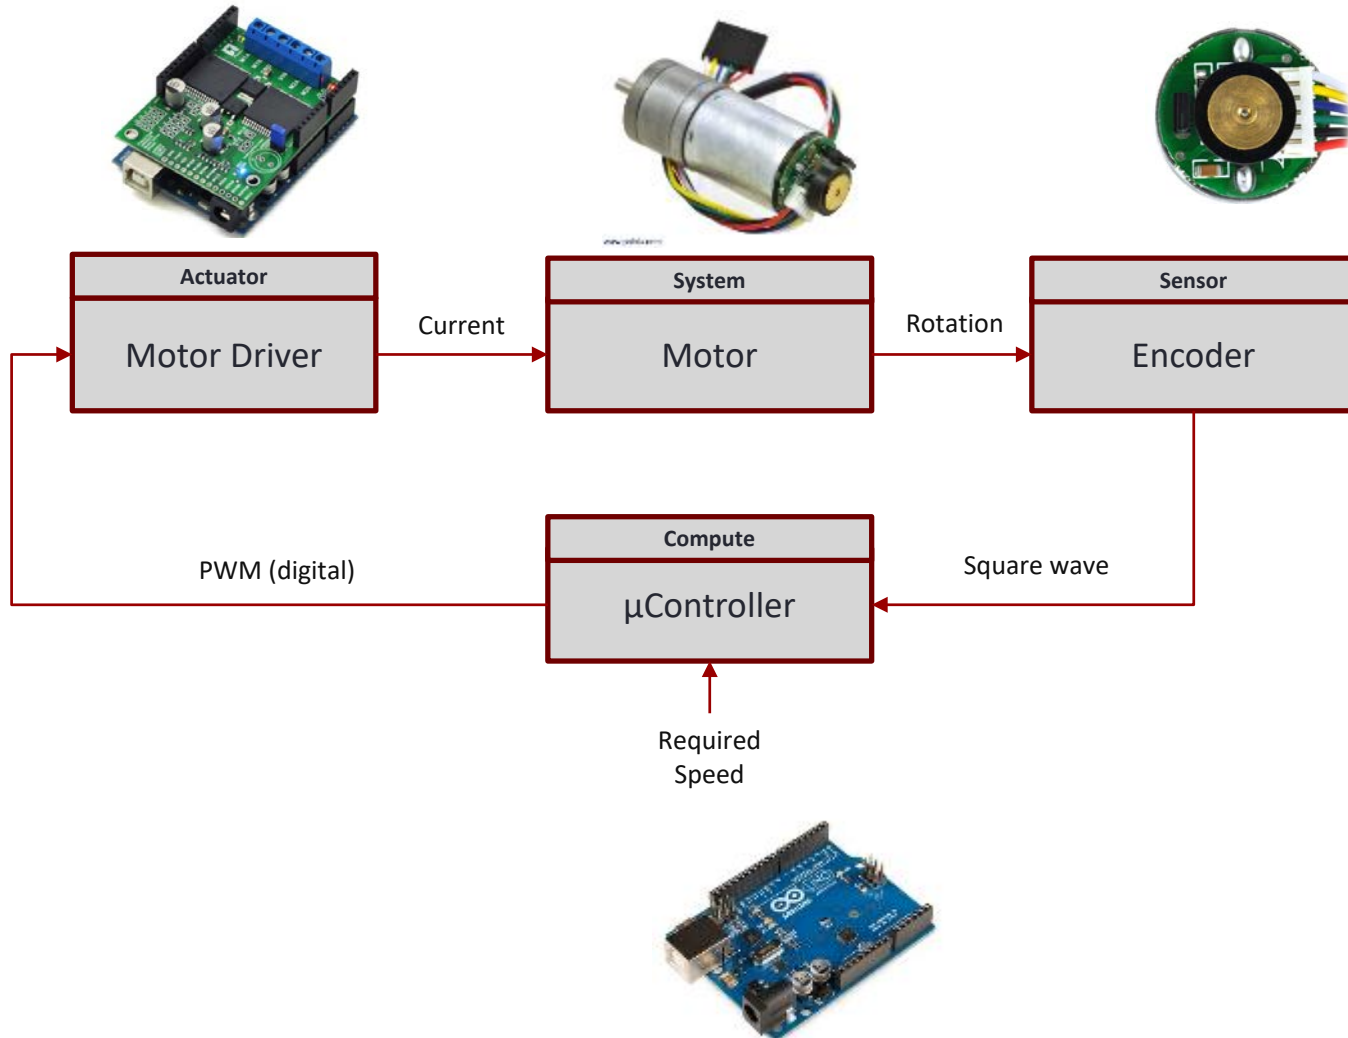 Actuator
Motor Driver
Current
System
Motor
Rotation
Sensor
Encoder
PWM (digital)
Compute
µController
Square wave
Required
Speed